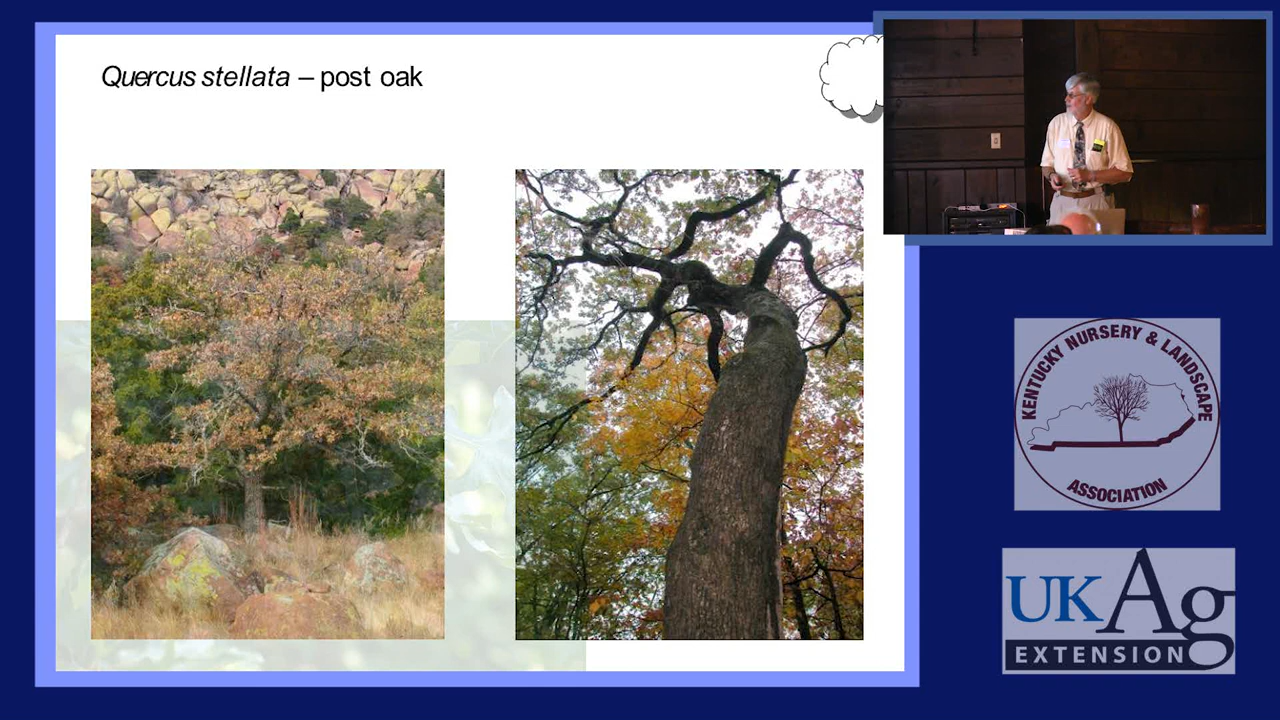 Quercus stellata – post oak
KENTUCKY NURSERY & LANDSCAPE
ASSOCIATION
UKAg
EXTENSION